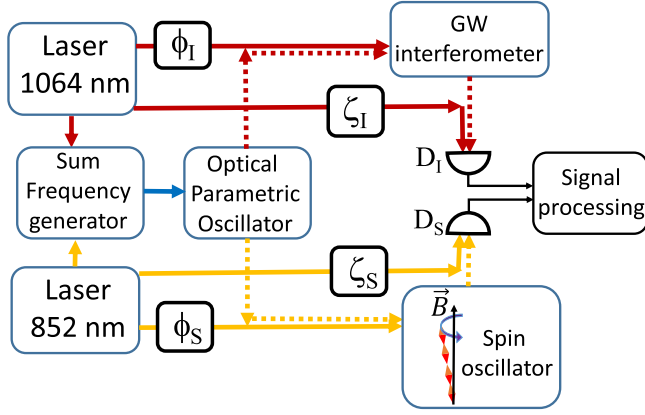 Laser
1064 nm
ϕI
GW
interferometer
ζI
Sum
Frequency
generator
Optical
Parametric
Oscillator
DI
DS
Signal
processing
Laser
852 nm
ζS
ϕS
B⃗
Spin
oscillator